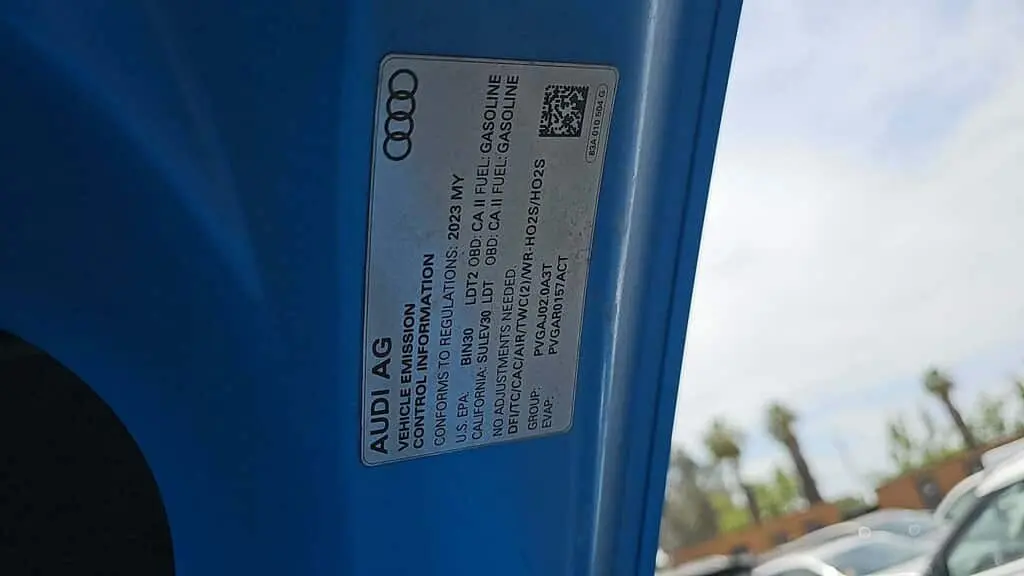 AUDI AG
VEHICLE EMISSION
CONTROL INFORMATION
CONFORMS TO REGULATIONS: 2023 MY
U.S. EPA: BIN30 LDT2 OBD: CA II FUEL: GASOLINE
CALIFORNIA: SULEV30 LDT OBD: CA II FUEL: GASOLINE
NO ADJUSTMENTS NEEDED.
DFI/TC/CAC/AIR/TWC(2)/WR-HO2S/HO2S
GROUP: PVGAJ02.0A3T
EVAP: PVGAR0157ACT
83A 010 504 G